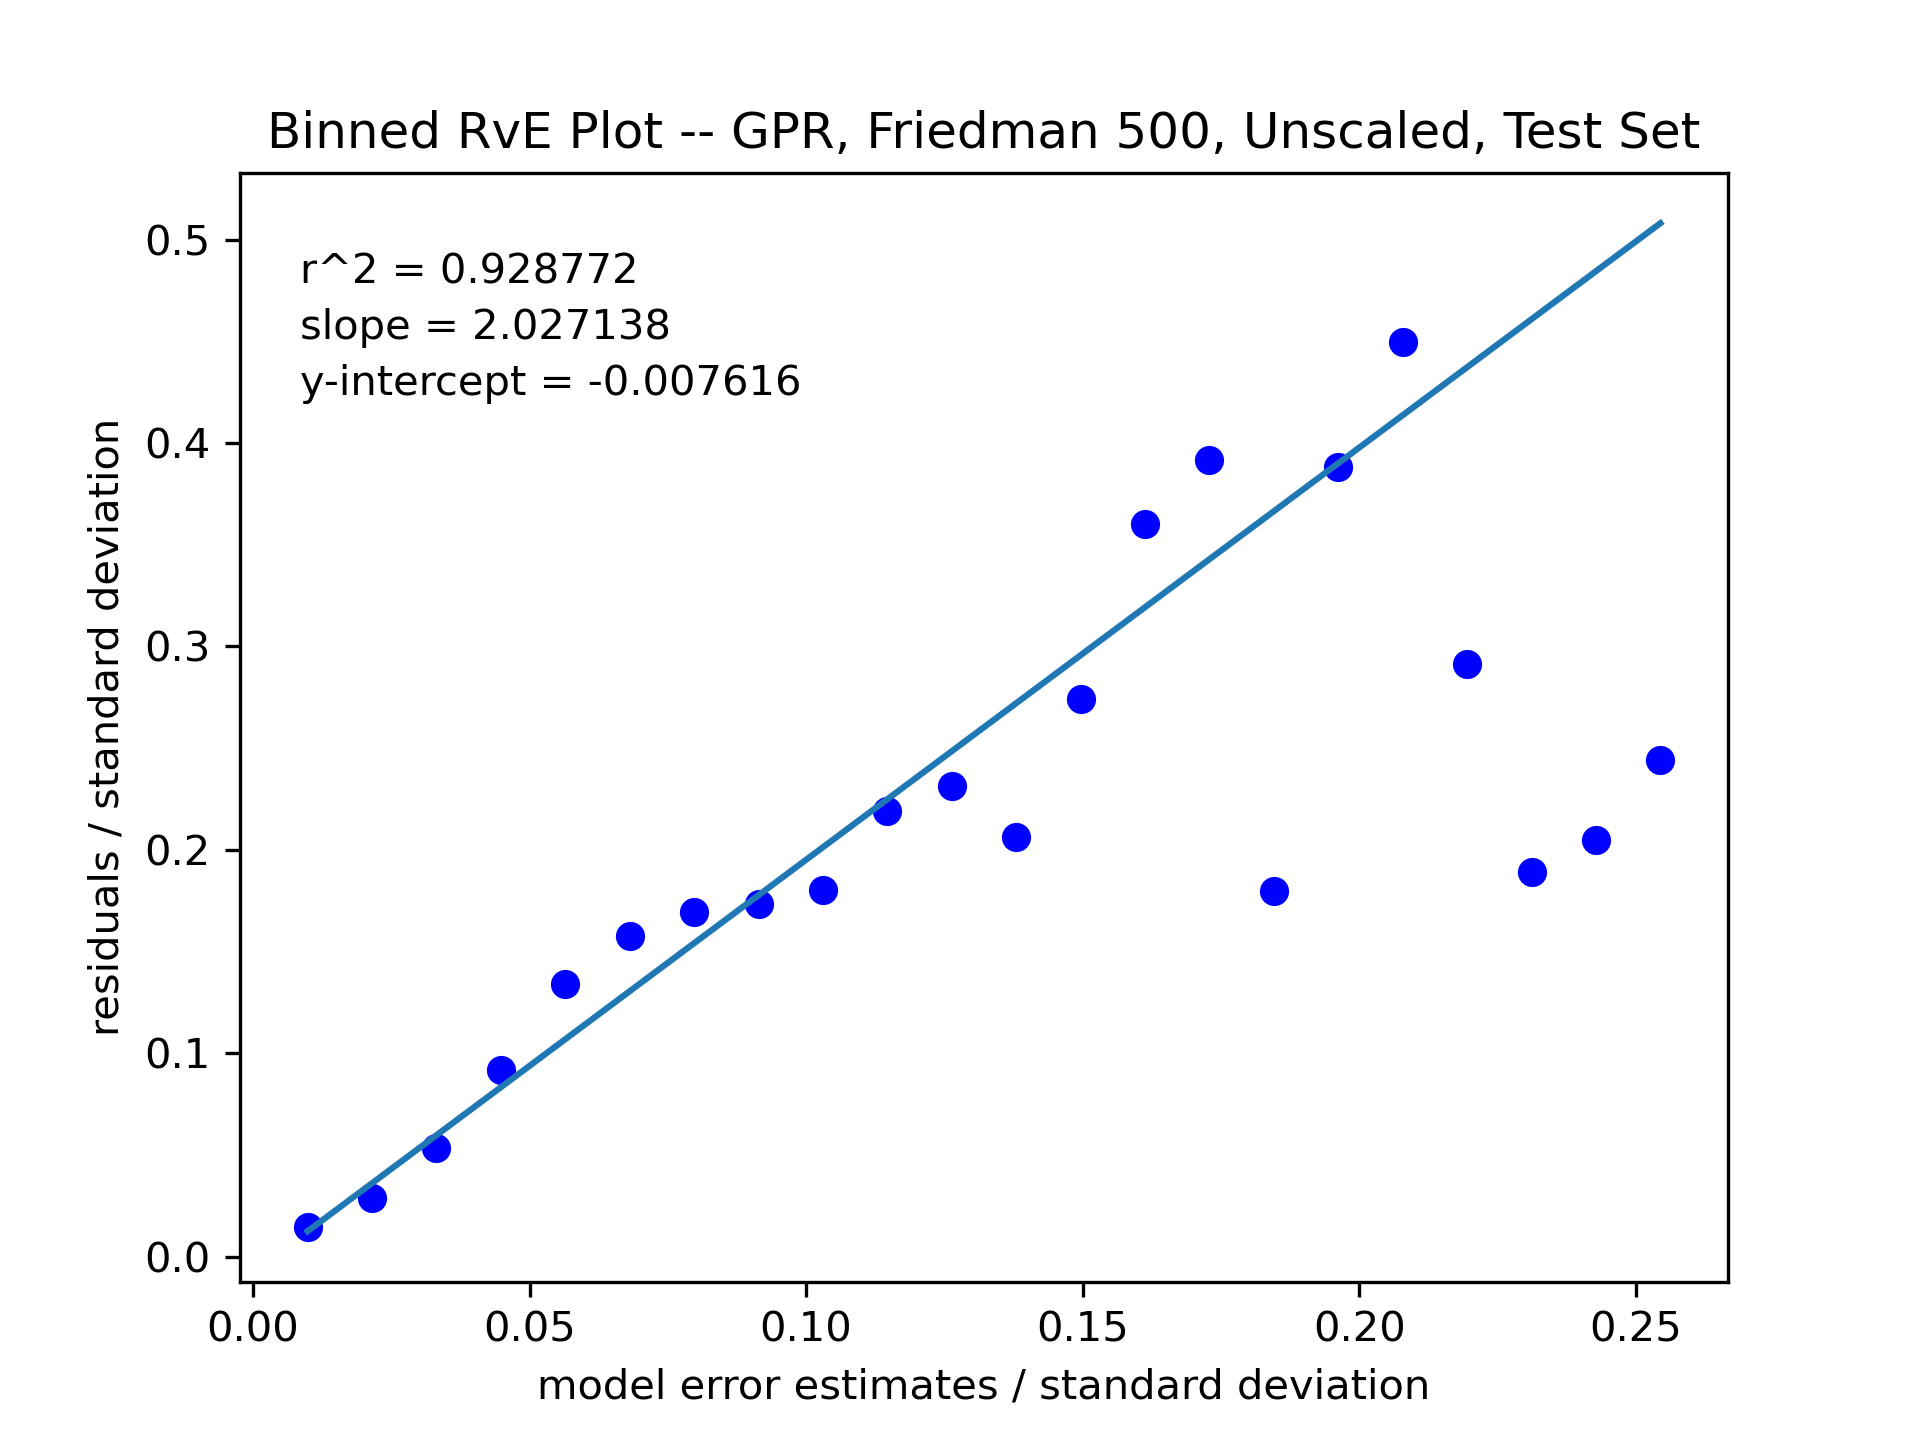 Binned RvE Plot -- GPR, Friedman 500, Unscaled, Test Set
r^2 = 0.928772
slope = 2.027138
y-intercept = -0.007616
residuals / standard deviation
0.5
0.4
0.3
0.2
0.1
0.0
0.00 0.05 0.10 0.15 0.20 0.25
model error estimates / standard deviation